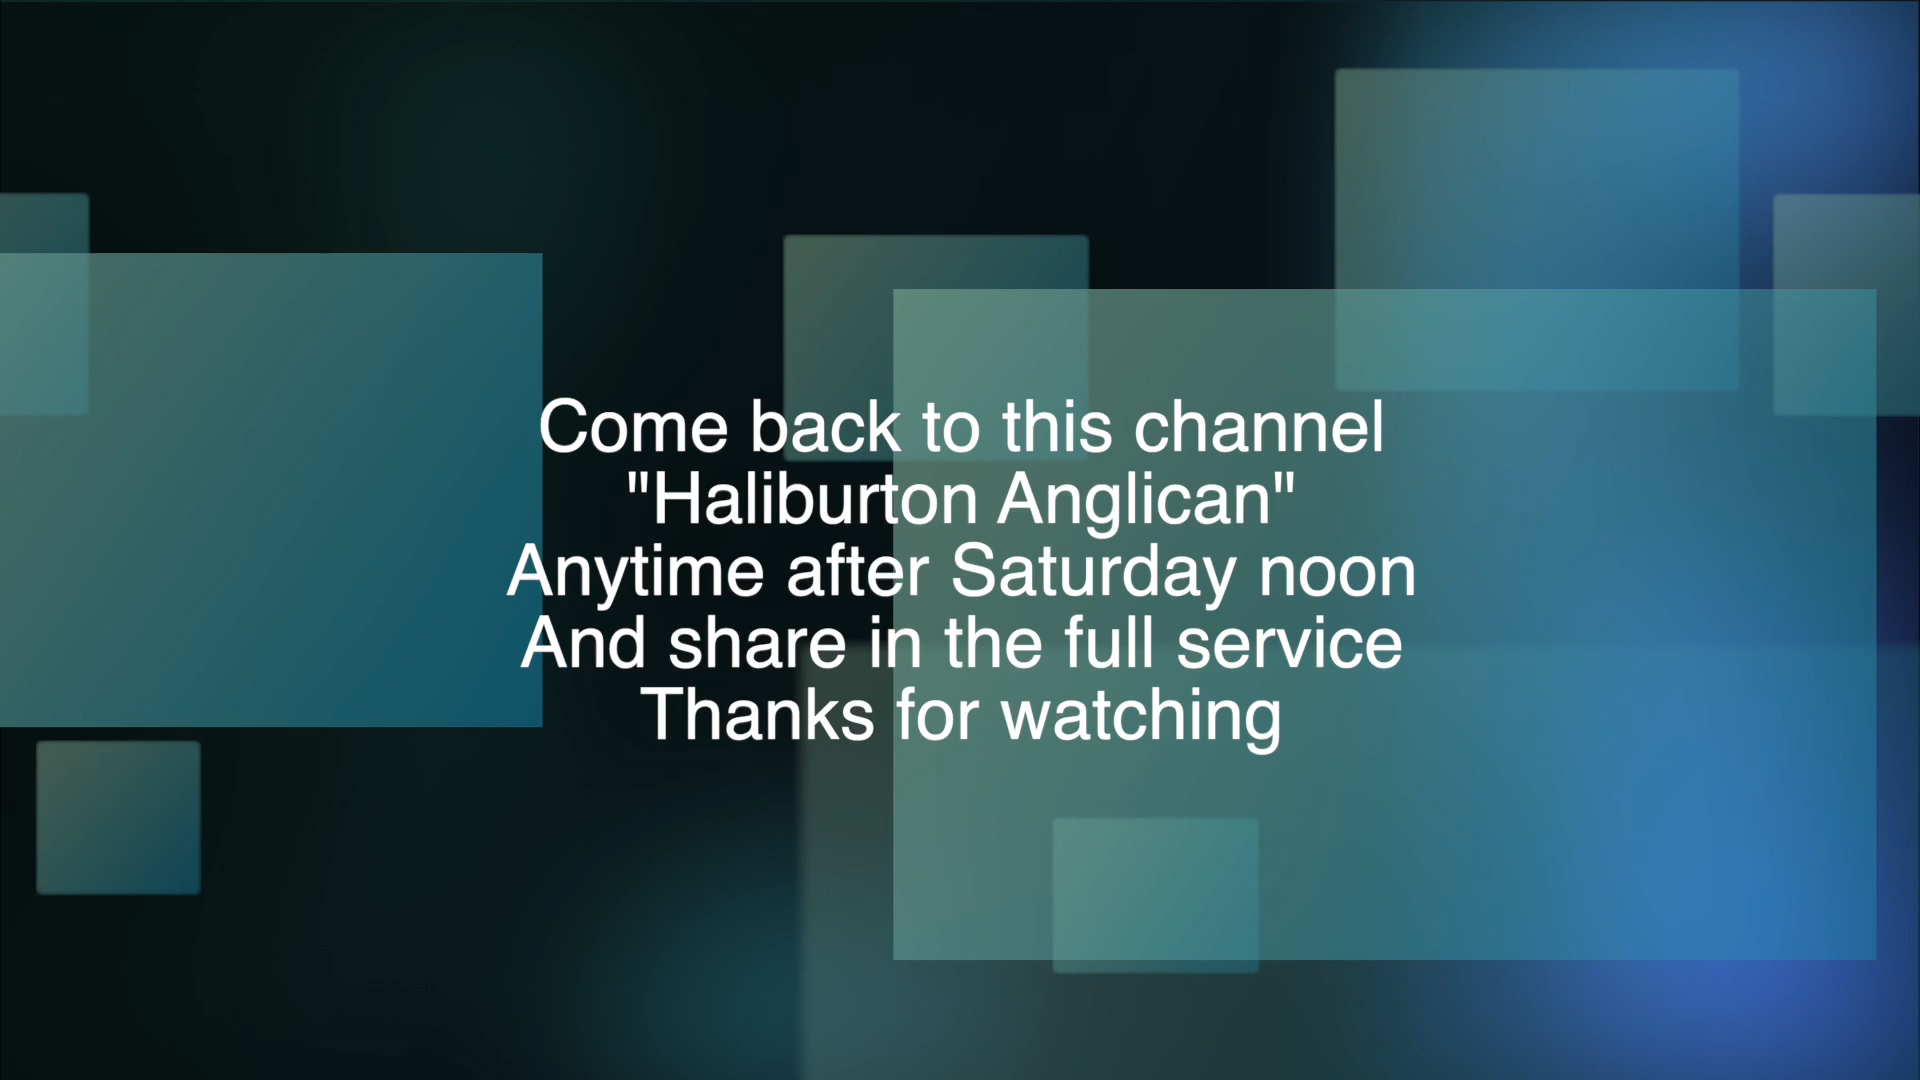 Come back to this channel
"Haliburton Anglican"
Anytime after Saturday noon
And share in the full service
Thanks for watching